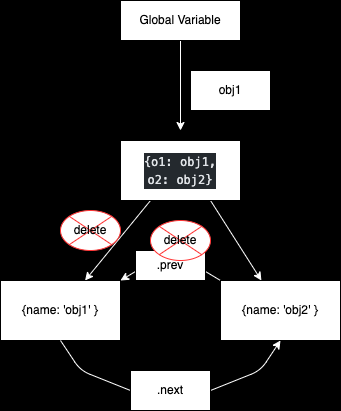 Global Variable
obj1
{o1: obj1,
o2: obj2}
delete
delete
.prev
{name: 'obj1' }
{name: 'obj2' }
.next